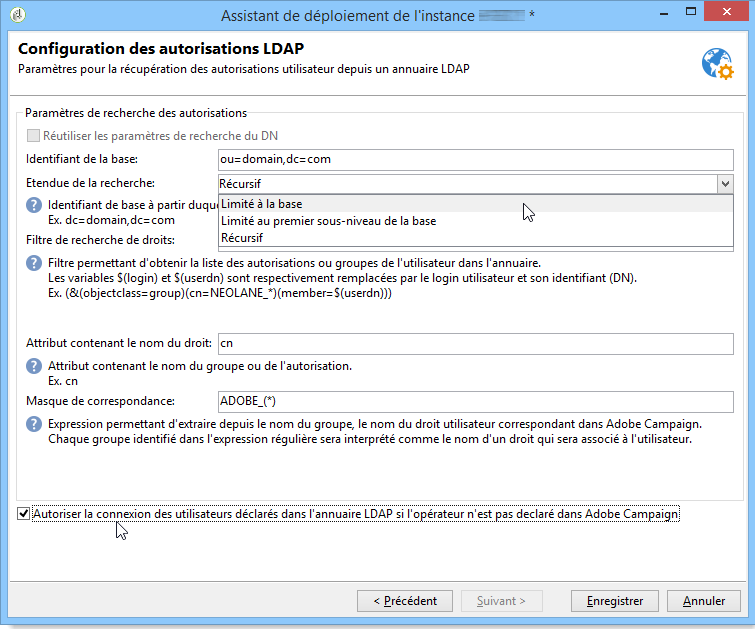 Assistant de déploiement de l'instance *
Configuration des autorisations LDAP
Paramètres pour la récupération des autorisations utilisateur depuis un annuaire LDAP
Paramètres de recherche des autorisations
Réutiliser les paramètres de recherche du DN
Identifiant de la base: ou=domain,dc=com
Etendue de la recherche: Récursif
Limité à la base
Identifiant de base à partir duqu
Limité au premier sous-niveau de la base
Ex. dc=domain,dc=com
Récursif
Filtre de recherche de droits:
? Filtre permettant d'obtenir la liste des autorisations ou groupes de l'utilisateur dans l'annuaire.
Les variables $(login) et $(userdn) sont respectivement remplacées par le login utilisateur et son identifiant (DN).
Ex. (&(objectclass=group)(cn=NEOLANE_*)(member=$(userdn)))
Attribut contenant le nom du droit: cn
? Attribut contenant le nom du groupe ou de l'autorisation.
Ex. cn
Masque de correspondance: ADOBE_(*)
? Expression permettant d'extraire depuis le nom du groupe, le nom du droit utilisateur correspondant dans Adobe Campaign.
Chaque groupe identifié dans l'expression régulière sera interprété comme le nom d'un droit qui sera associé à l'utilisateur.
Autoriser la connexion des utilisateurs déclarés dans l'annuaire LDAP si l'opérateur n'est pas declaré dans Adobe Campaign
< Précédent Suivant > Enregistrer Annuler